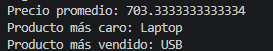 Precio promedio: 703.3333333333334
Producto más caro: Laptop
Producto más vendido: USB